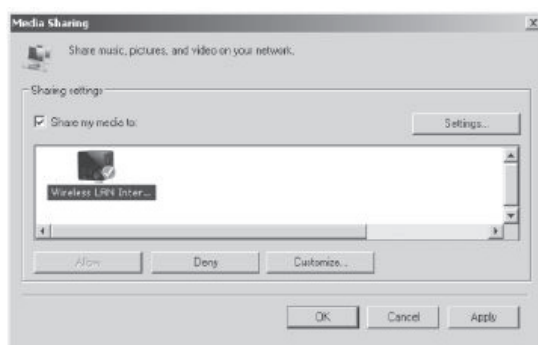 Media Sharing
Share music, pictures, and video on your network.
Sharing settings
Share my media to:
Settings...
Wireless LAN Inter...
Allow
Deny
Customize...
OK
Cancel
Apply